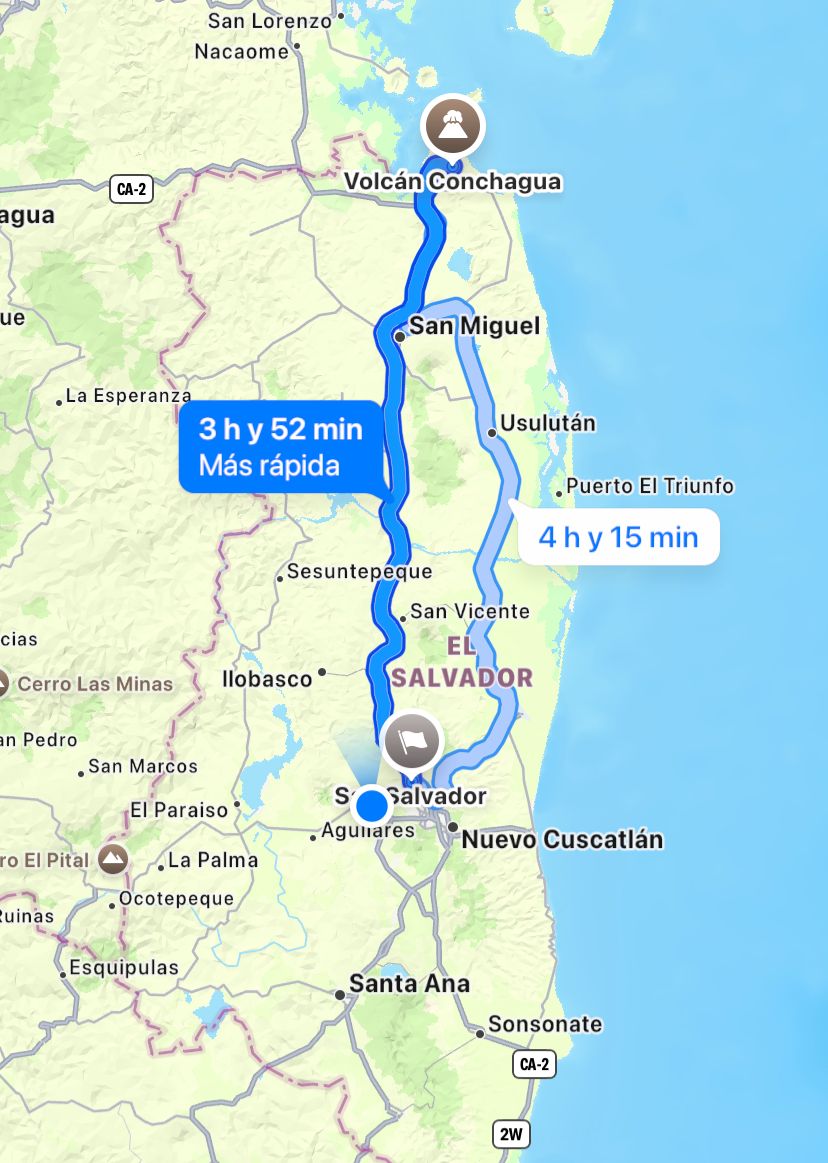 San Lorenzo
Nacaome
Volcán Conchagua
CA-2
agua
ue
San Miguel
La Esperanza
3 h y 52 min
Más rápida
Usulután
Puerto El Triunfo
4 h y 15 min
Sesuntepeque
San Vicente
cias
EL
SALVADOR
Ilobasco
Cerro Las Minas
an Pedro
San Marcos
San Salvador
El Paraiso
Aguilares
Nuevo Cuscatlán
ro El Pital
La Palma
Ocotepeque
Ruinas
Esquipulas
Santa Ana
Sonsonate
CA-2
2W